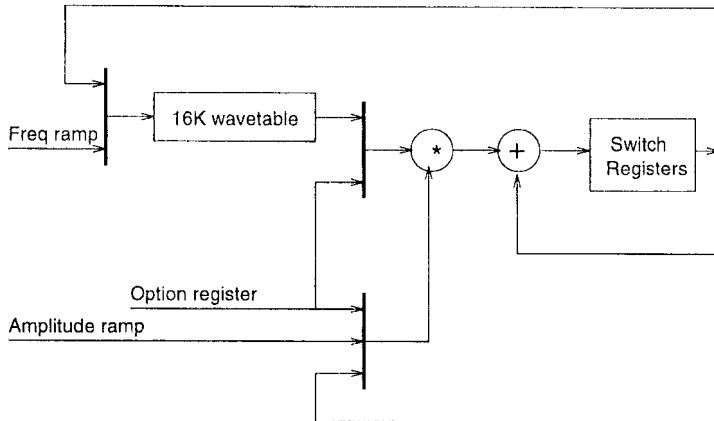 Freq ramp
16K wavetable
*
+
Switch
Registers
Option register
Amplitude ramp